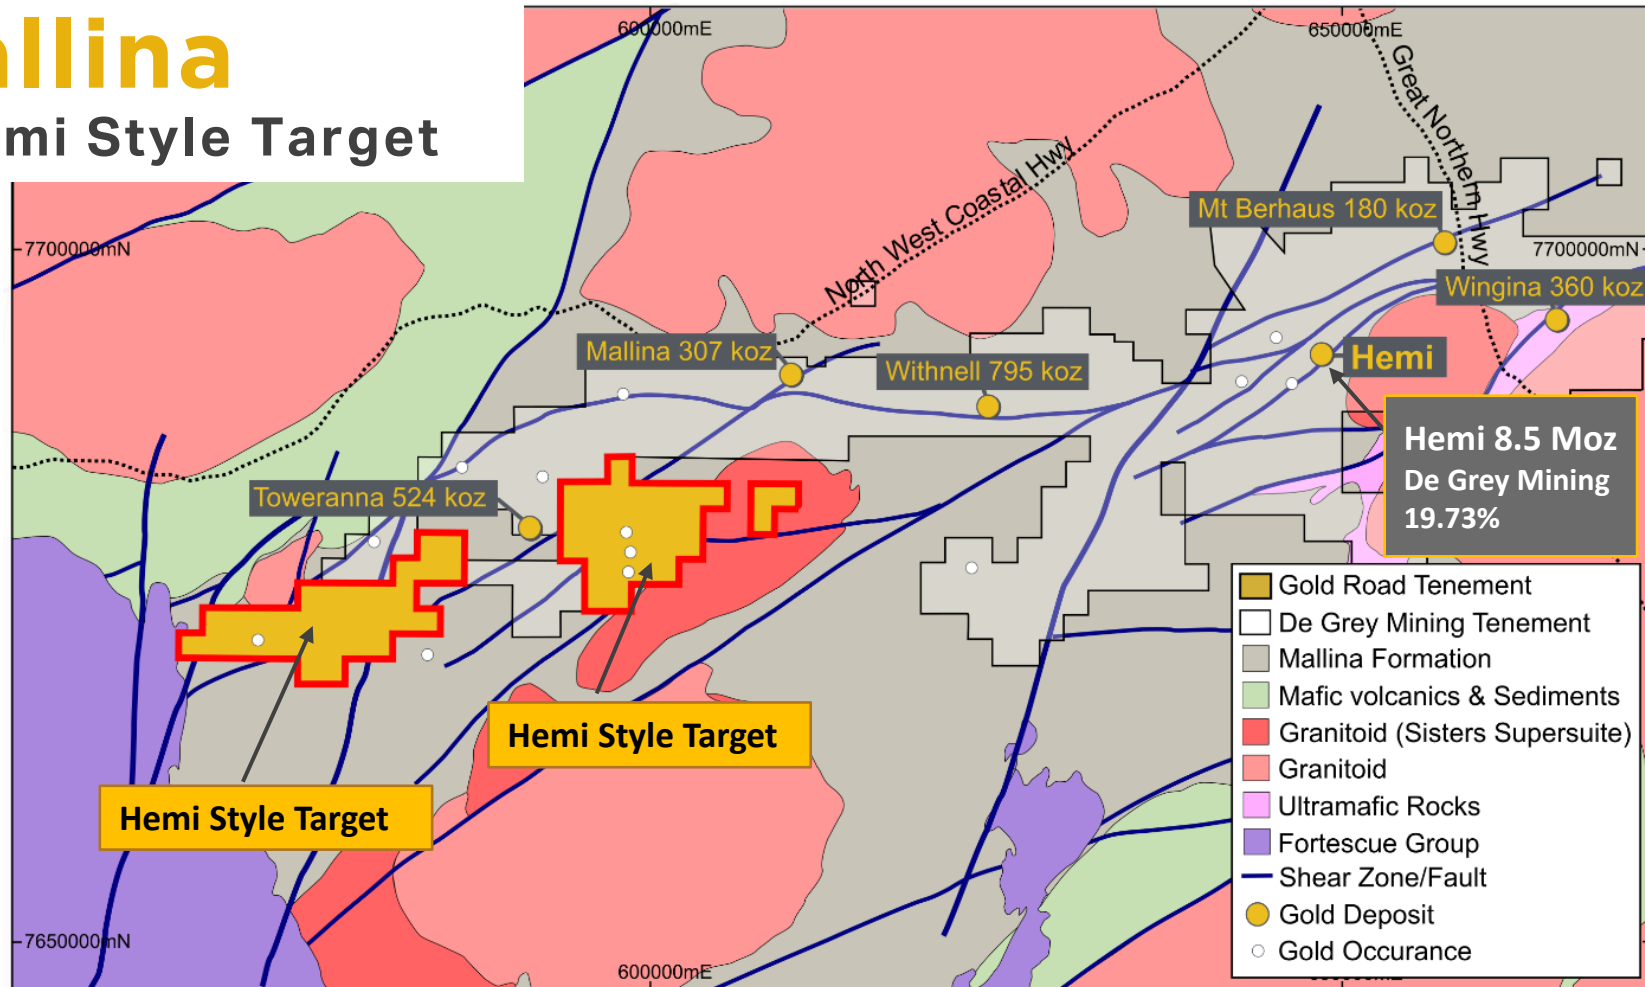 allina
mi Style Target
600000mE
650000mE
Great Northern Hwy
North West Coastal Hwy
Mt Berhaus 180 koz
7700000mN
7700000mN
Wingina 360 koz
Mallina 307 koz
Withnell 795 koz
Hemi
Hemi 8.5 Moz
De Grey Mining
19.73%
Toweranna 524 koz
Hemi Style Target
Hemi Style Target
Gold Road Tenement
De Grey Mining Tenement
Mallina Formation
Mafic volcanics & Sediments
Granitoid (Sisters Supersuite)
Granitoid
Ultramafic Rocks
Fortescue Group
Shear Zone/Fault
Gold Deposit
Gold Occurance
7650000mN
600000mE